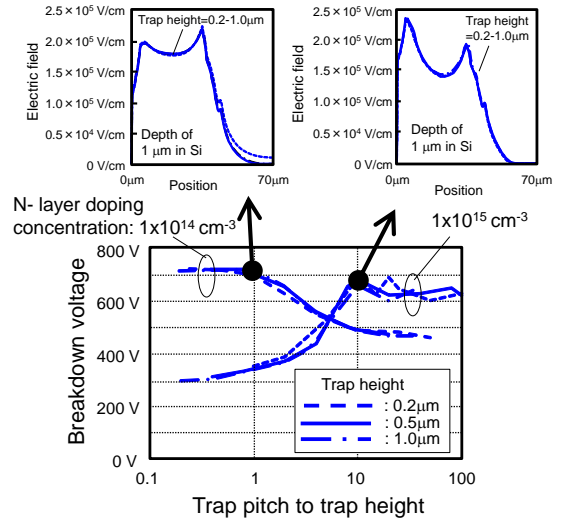 Electric field
2.5× 10⁵ V/cm
2.0× 10⁵ V/cm
1.5× 10⁵ V/cm
1.0× 10⁵ V/cm
0.5× 10⁴ V/cm
0 V/cm
Trap height=0.2-1.0μm
Depth of
1 μm in Si
0μm
70μm
Position
Electric field
2.5× 10⁵ V/cm
2.0× 10⁵ V/cm
1.5× 10⁵ V/cm
1.0× 10⁵ V/cm
0.5× 10⁴ V/cm
0 V/cm
Trap height
=0.2-1.0μm
Depth of
1 μm in Si
0μm
70μm
Position
N- layer doping
concentration: 1x10¹⁴ cm⁻³
1x10¹⁵ cm⁻³
Breakdown voltage
800 V
600 V
400 V
200 V
0 V
Trap height
: 0.2μm
: 0.5μm
: 1.0μm
0.1
1
10
100
Trap pitch to trap height